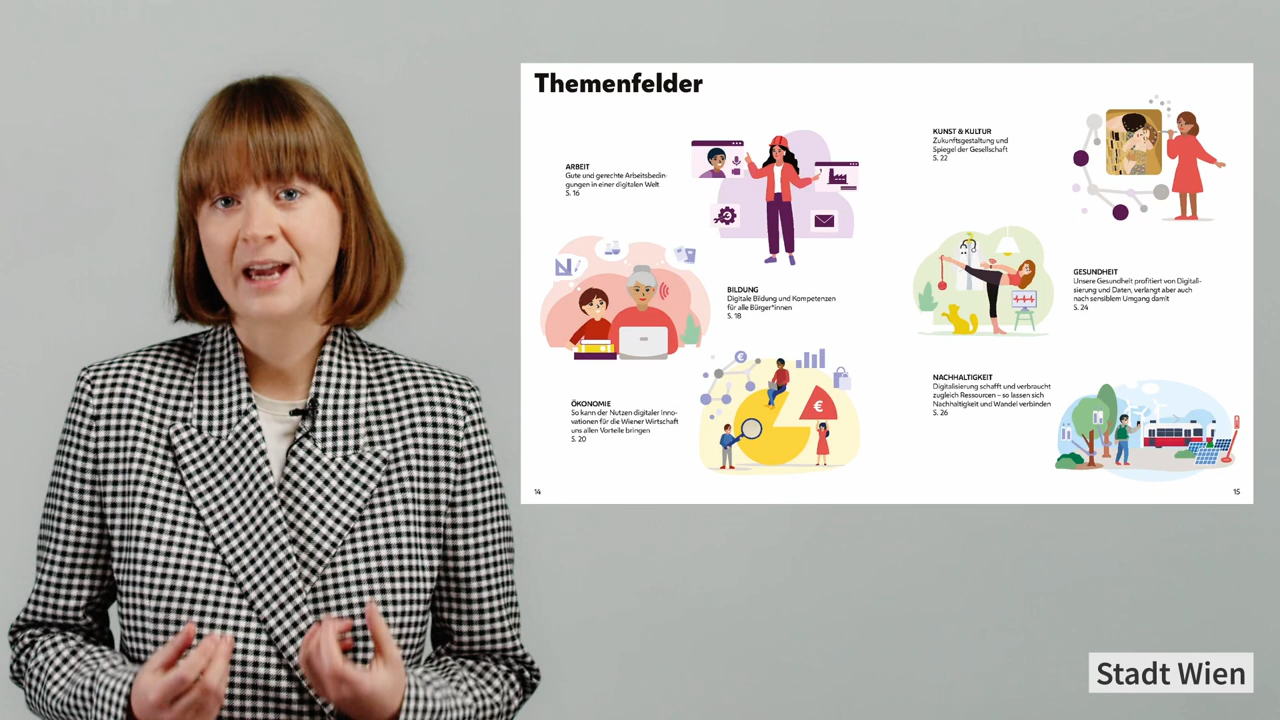 Themenfelder
ARBEIT
Gute und gerechte Arbeitsbedin-
gungen in einer digitalen Welt
S. 16
BILDUNG
Digitale Bildung und Kompetenzen
für alle Bürger*innen
S. 18
ÖKONOMIE
So kann der Nutzen digitaler Inno-
vationen für die Wiener Wirtschaft
uns allen Vorteile bringen
S. 20
14
KUNST & KULTUR
Zukunftsgestaltung und
Spiegel der Gesellschaft
S. 22
GESUNDHEIT
Unsere Gesundheit profitiert von Digitali-
sierung und Daten, verlangt aber auch
nach sensiblem Umgang damit
S. 24
NACHHALTIGKEIT
Digitalisierung schafft und verbraucht
zugleich Ressourcen – so lassen sich
Nachhaltigkeit und Wandel verbinden
S. 26
15
€
€
Stadt Wien